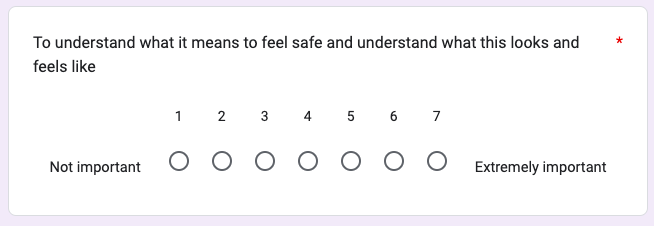 To understand what it means to feel safe and understand what this looks and *
feels like
1 2 3 4 5 6 7
Not important Extremely important